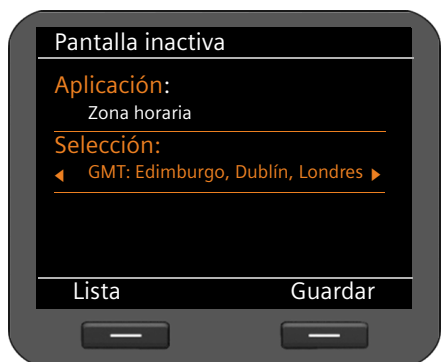 Pantalla inactiva
Aplicación:
Zona horaria
Selección:
GMT: Edimburgo, Dublín, Londres
Lista Guardar